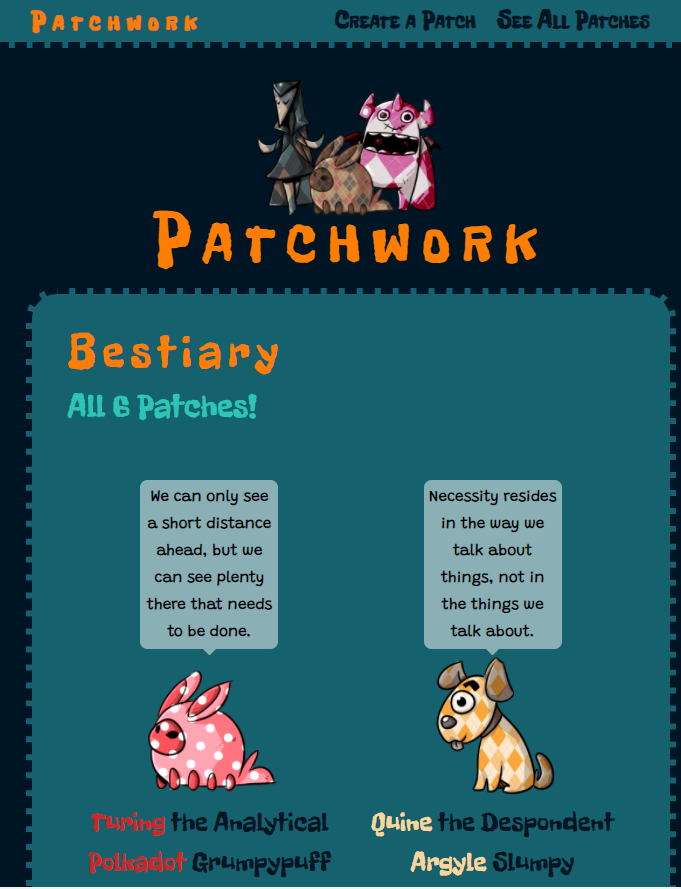 Patchwork
Create a Patch See All Patches
Patchwork
Bestiary
All 6 Patches!
We can only see
a short distance
ahead, but we
can see plenty
there that needs
to be done.
Necessity resides
in the way we
talk about
things, not in
the things we
talk about.
Turing the Analytical
Polkadot Grumpypuff
Quine the Despondent
Argyle Slumpy